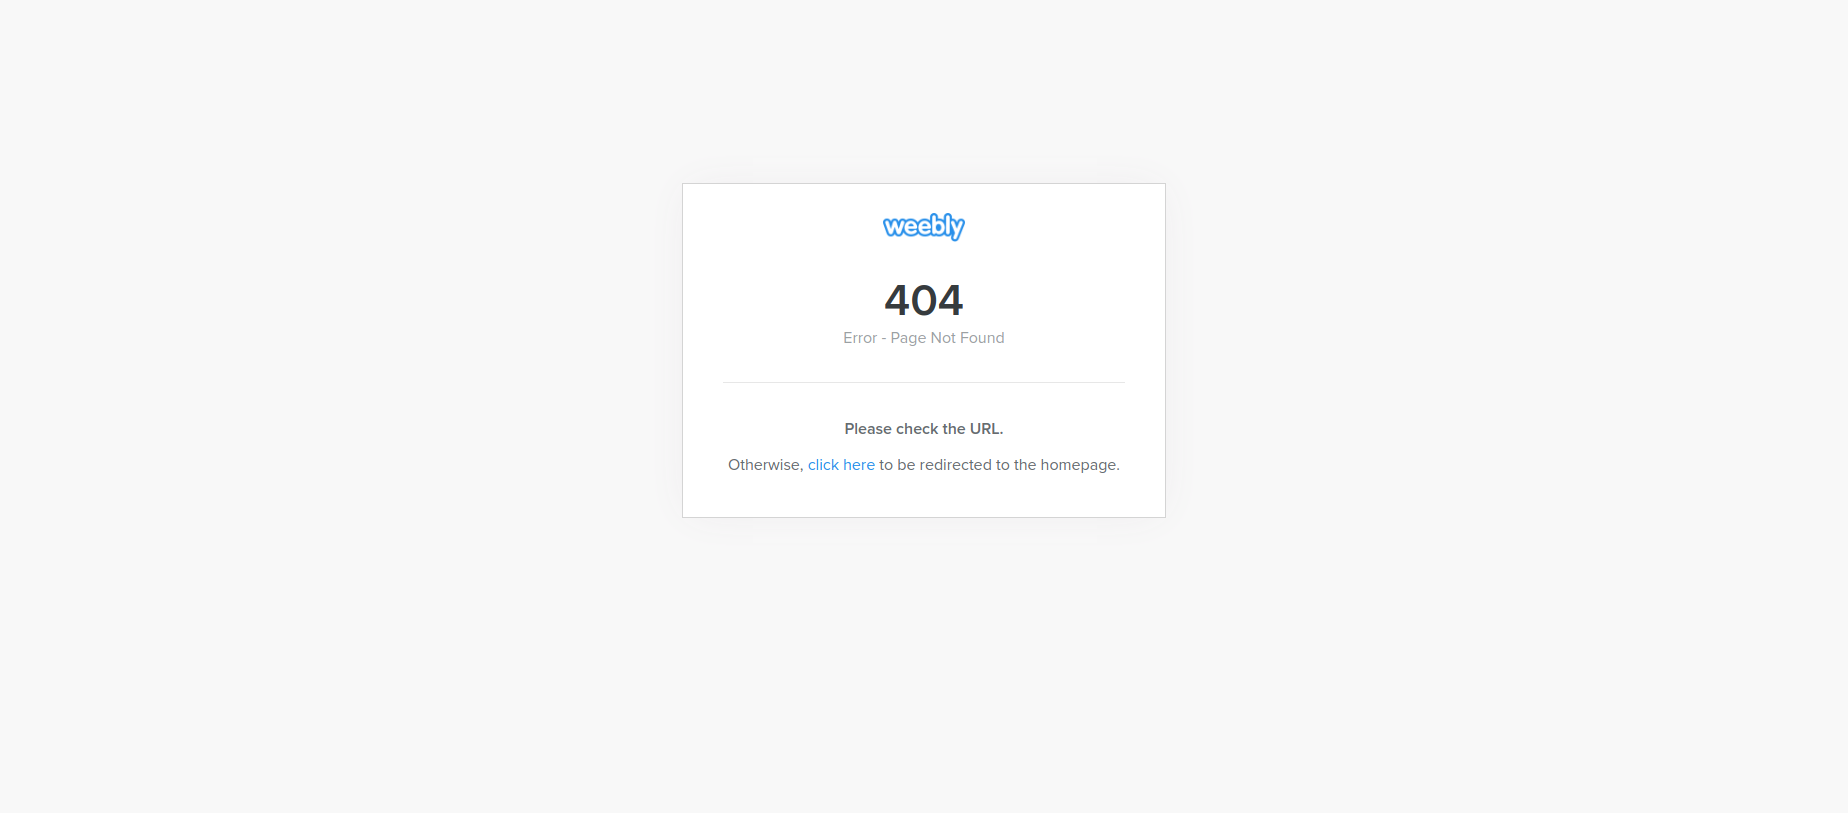 weebly
404
Error - Page Not Found
Please check the URL.
Otherwise, click here to be redirected to the homepage.